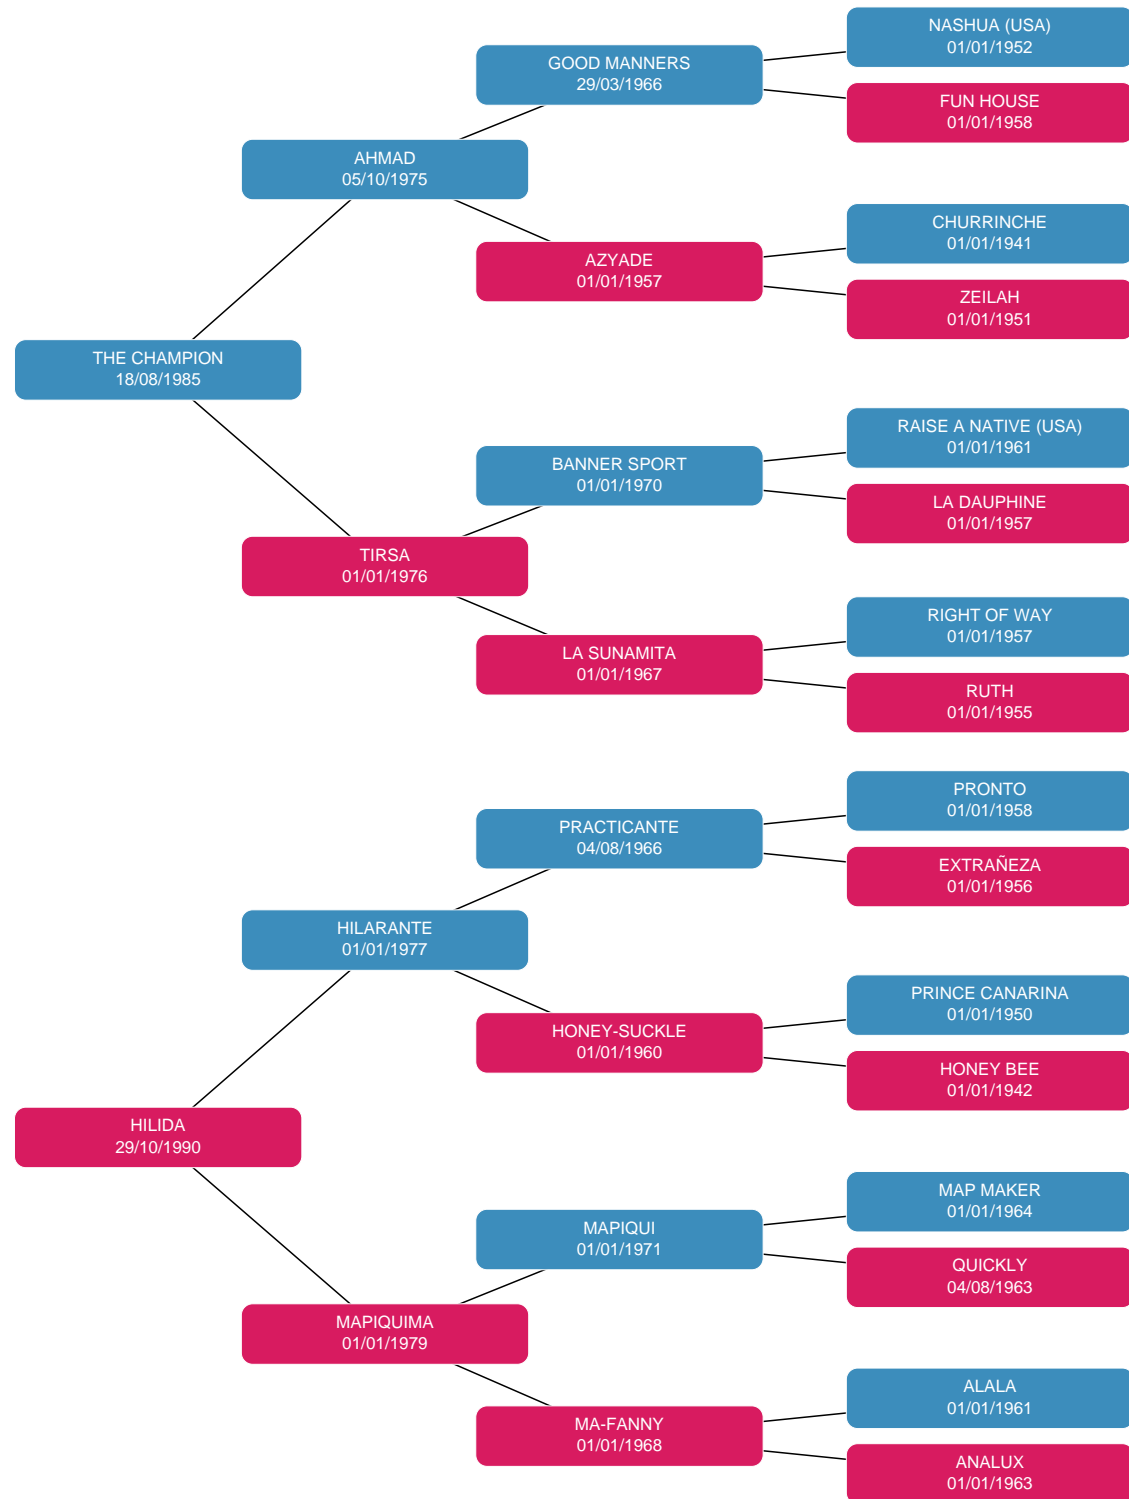 NASHUA (USA)
01/01/1952
GOOD MANNERS
29/03/1966
FUN HOUSE
01/01/1958
AHMAD
05/10/1975
CHURRINCHE
01/01/1941
AZYADE
01/01/1957
ZEILAH
01/01/1951
THE CHAMPION
18/08/1985
RAISE A NATIVE (USA)
01/01/1961
BANNER SPORT
01/01/1970
LA DAUPHINE
01/01/1957
TIRSA
01/01/1976
RIGHT OF WAY
01/01/1957
LA SUNAMITA
01/01/1967
RUTH
01/01/1955
PRONTO
01/01/1958
PRACTICANTE
04/08/1966
EXTRAÑEZA
01/01/1956
HILARANTE
01/01/1977
PRINCE CANARINA
01/01/1950
HONEY-SUCKLE
01/01/1960
HONEY BEE
01/01/1942
HILIDA
29/10/1990
MAP MAKER
01/01/1964
MAPIQUI
01/01/1971
QUICKLY
04/08/1963
MAPIQUIMA
01/01/1979
ALALA
01/01/1961
MA-FANNY
01/01/1968
ANALUX
01/01/1963